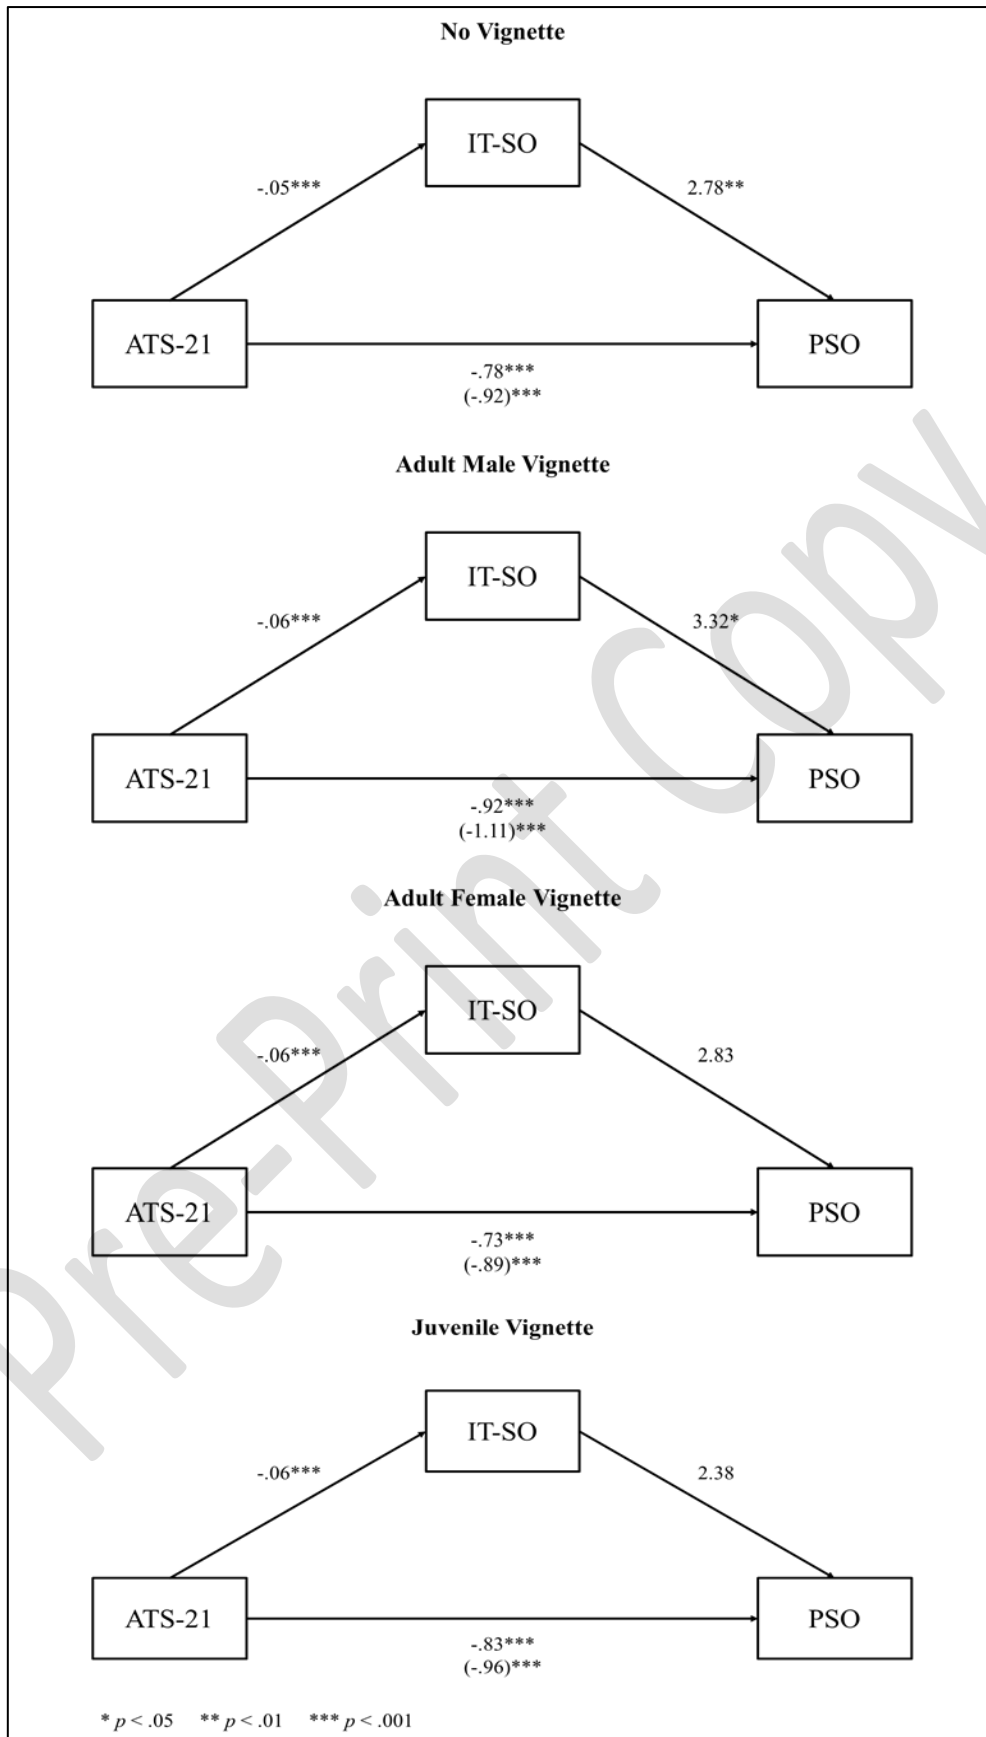 No Vignette
IT-SO
-.05***
2.78**
ATS-21
PSO
-.78***
(-.92)***
Adult Male Vignette
IT-SO
-.06***
3.32*
ATS-21
PSO
-.92***
(-1.11)***
Adult Female Vignette
IT-SO
-.06***
2.83
ATS-21
PSO
-.73***
(-.89)***
Juvenile Vignette
IT-SO
-.06***
2.38
ATS-21
PSO
-.83***
(-.96)***
* p < .05 ** p < .01 *** p < .001
Pre-Print Copy